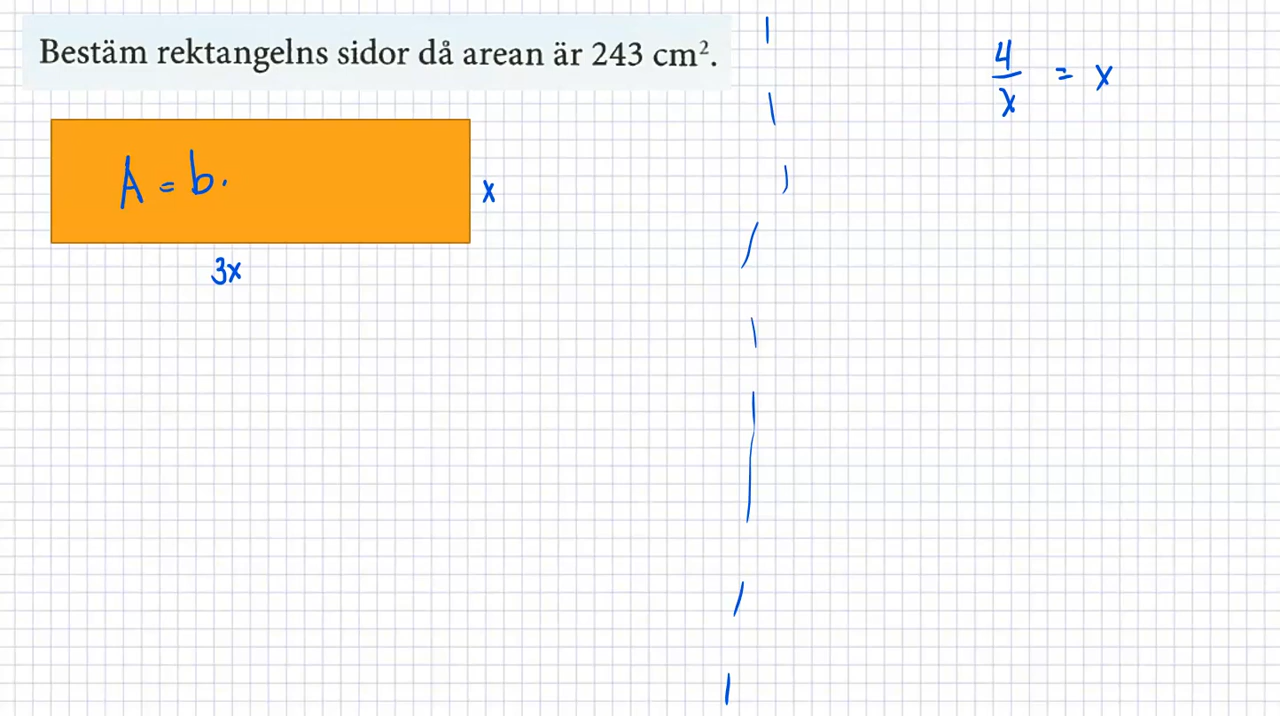 Bestäm rektangelns sidor då arean är 243 cm².
A = b·
x
3x
4/x = x